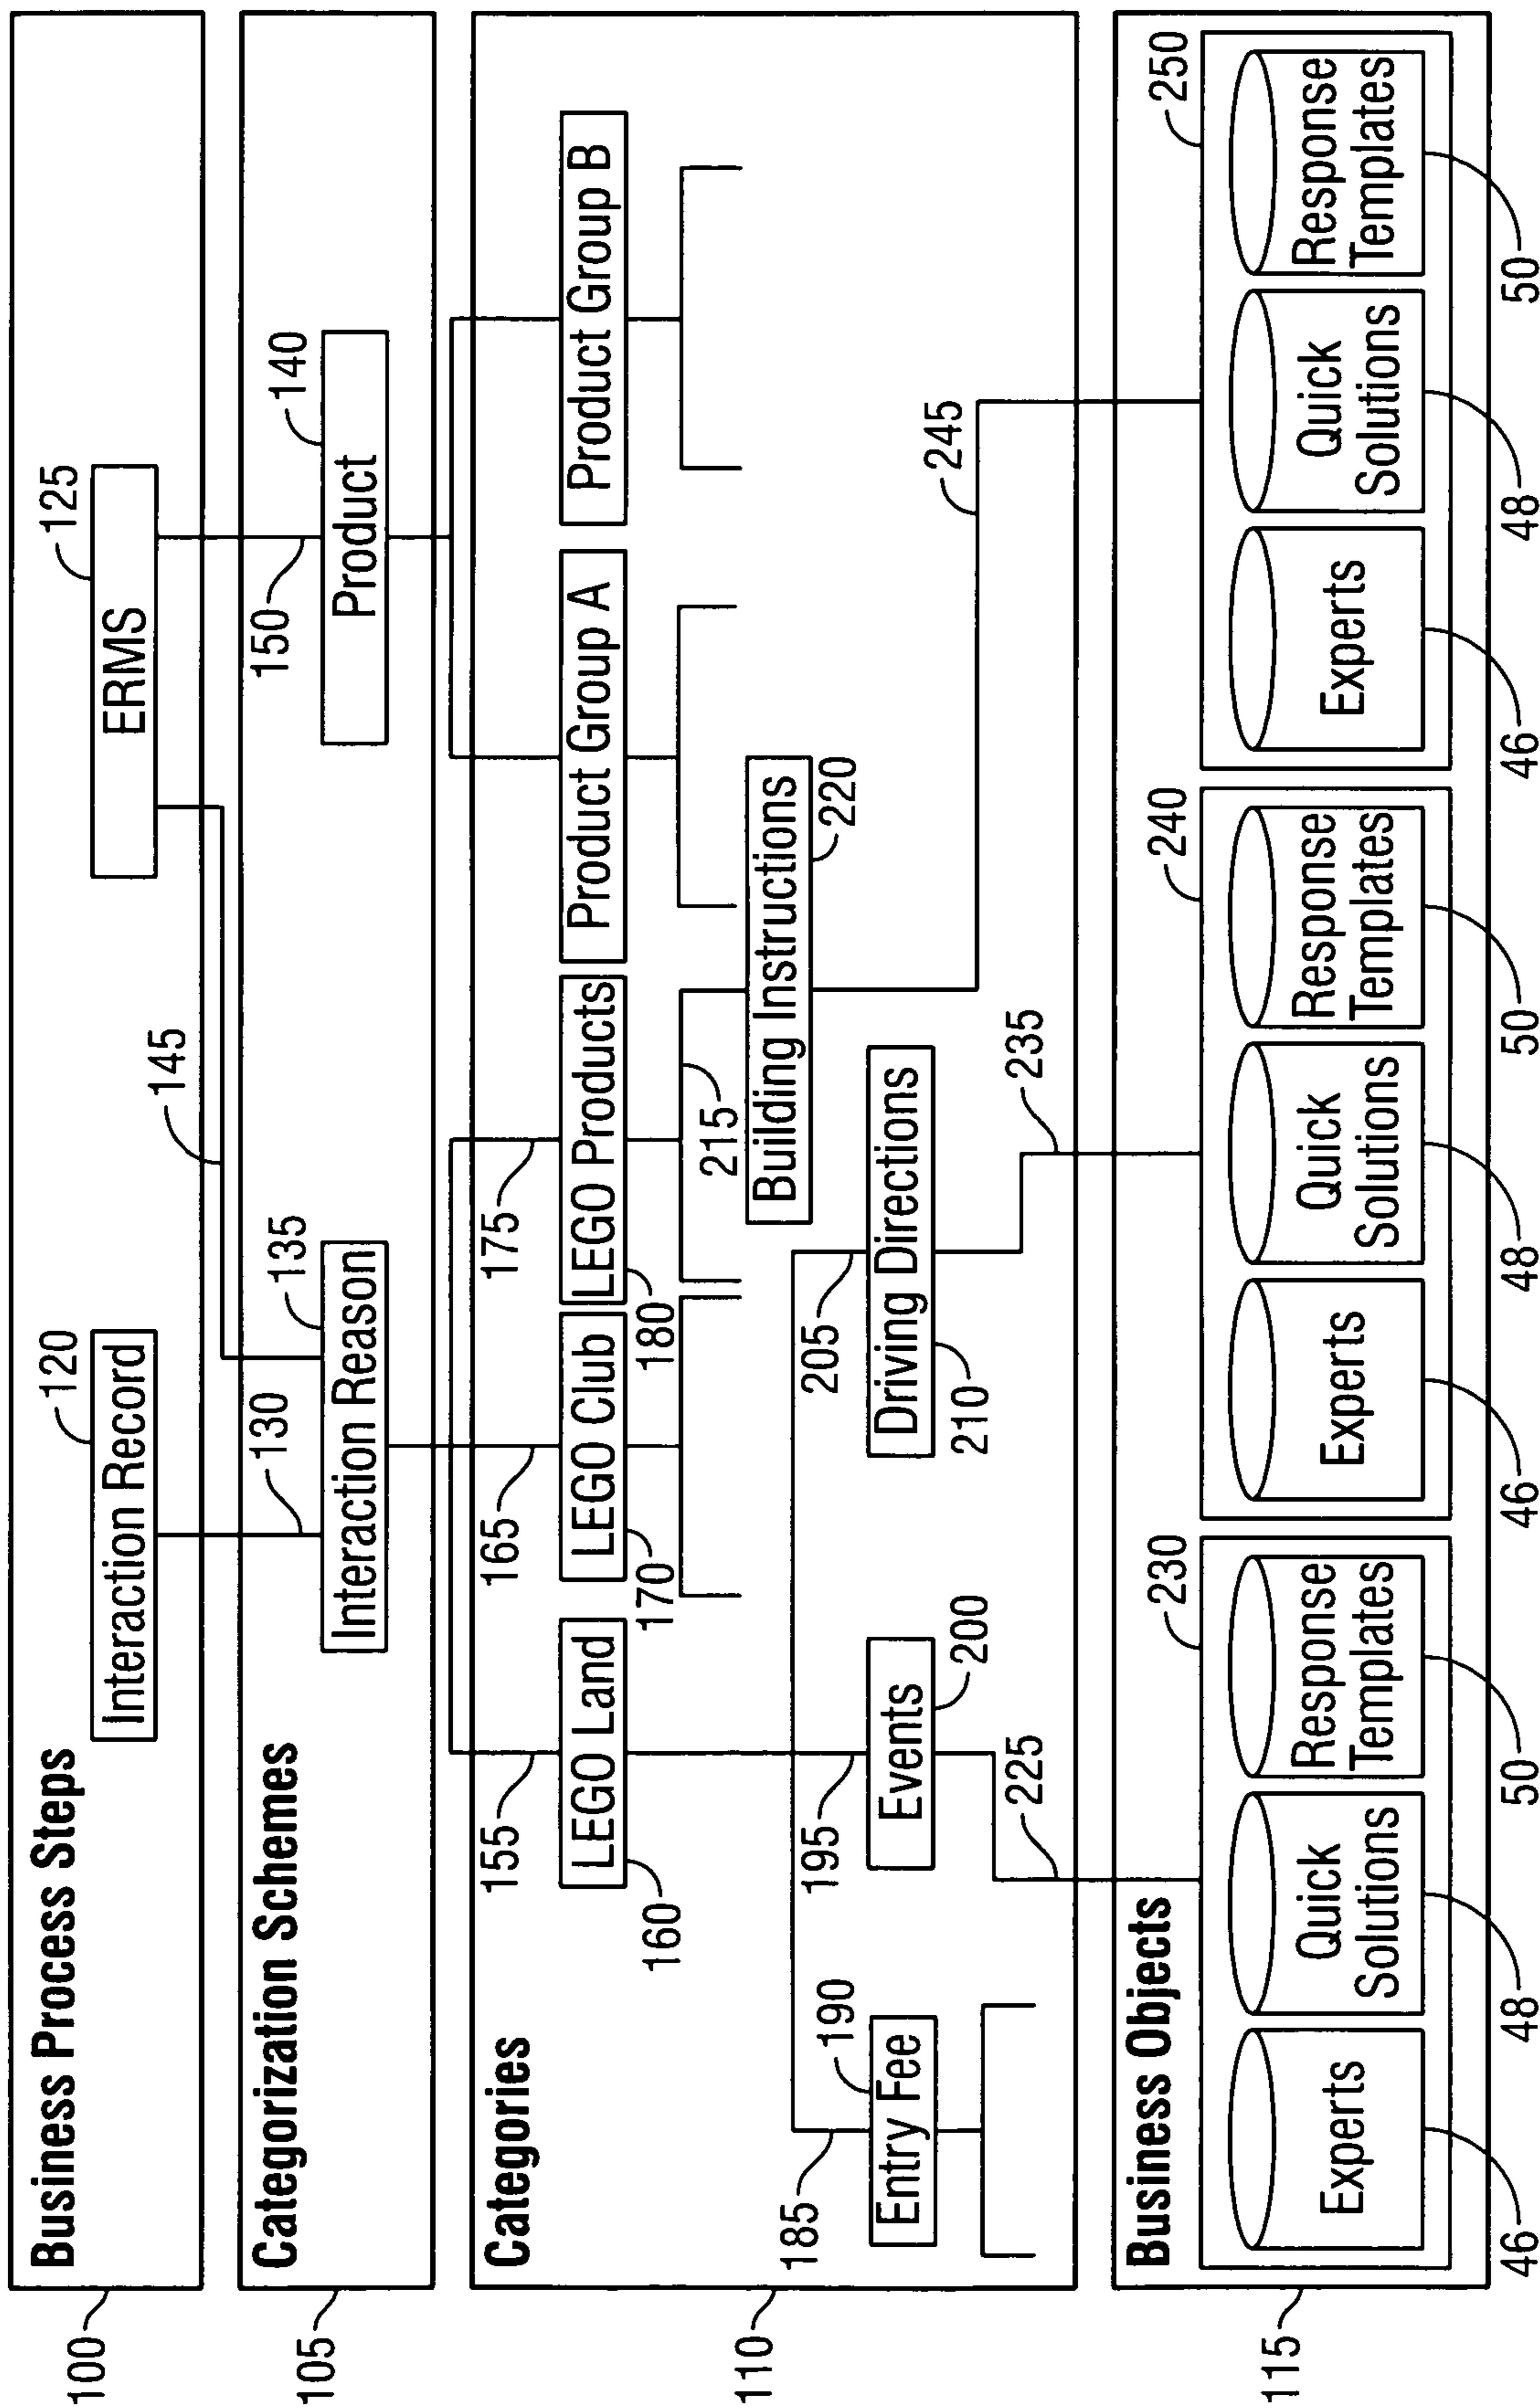 Business Process Steps
100
Interaction Record
120
ERMS
125
145
Categorization Schemes
105
130
Interaction Reason
135
150
Product
140
Categories
110
155
LEGO Land
160
165
LEGO Club
170
175
LEGO Products
180
Product Group A
Product Group B
215
Building Instructions
220
185
Entry Fee
190
195
Events
200
205
Driving Directions
210
225
235
245
Business Objects
115
230
Experts
Quick
Solutions
Response
Templates
46
48
50
240
Experts
Quick
Solutions
Response
Templates
46
48
50
250
Experts
Quick
Solutions
Response
Templates
46
48
50